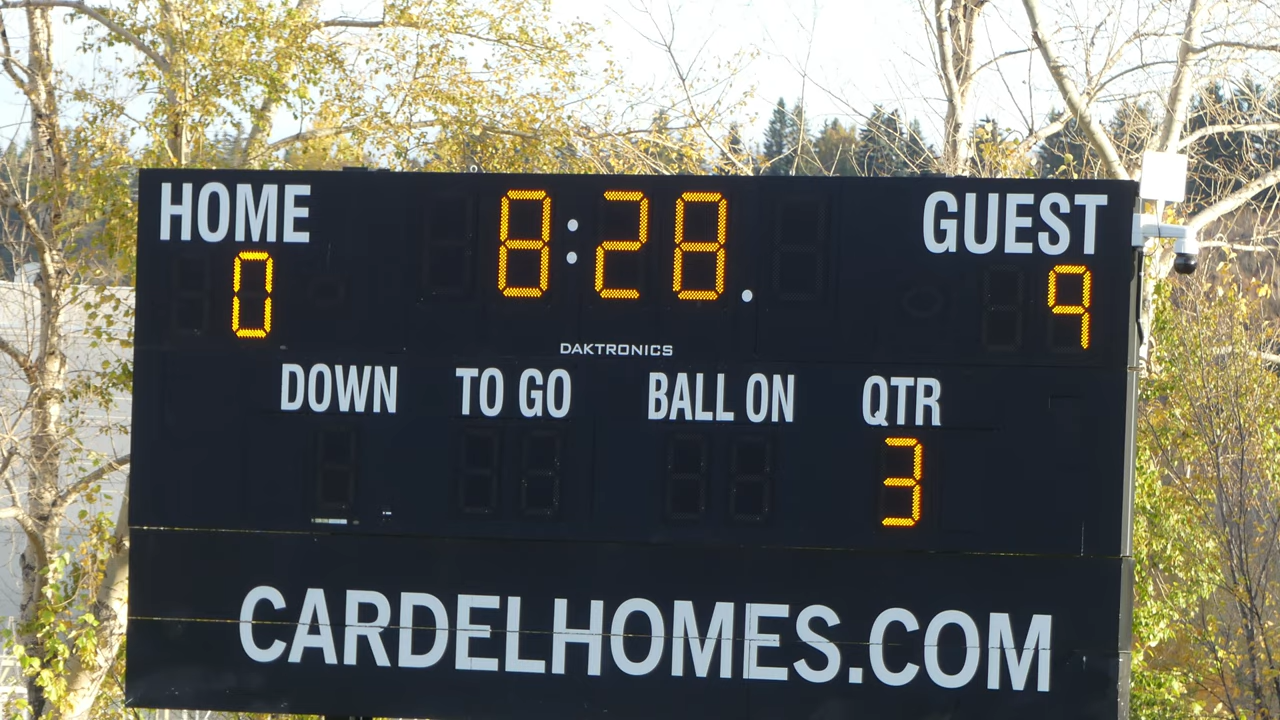 HOME 8:28. GUEST
0 9
DAKTRONICS
DOWN TO GO BALL ON QTR
3
CARDELHOMES.COM